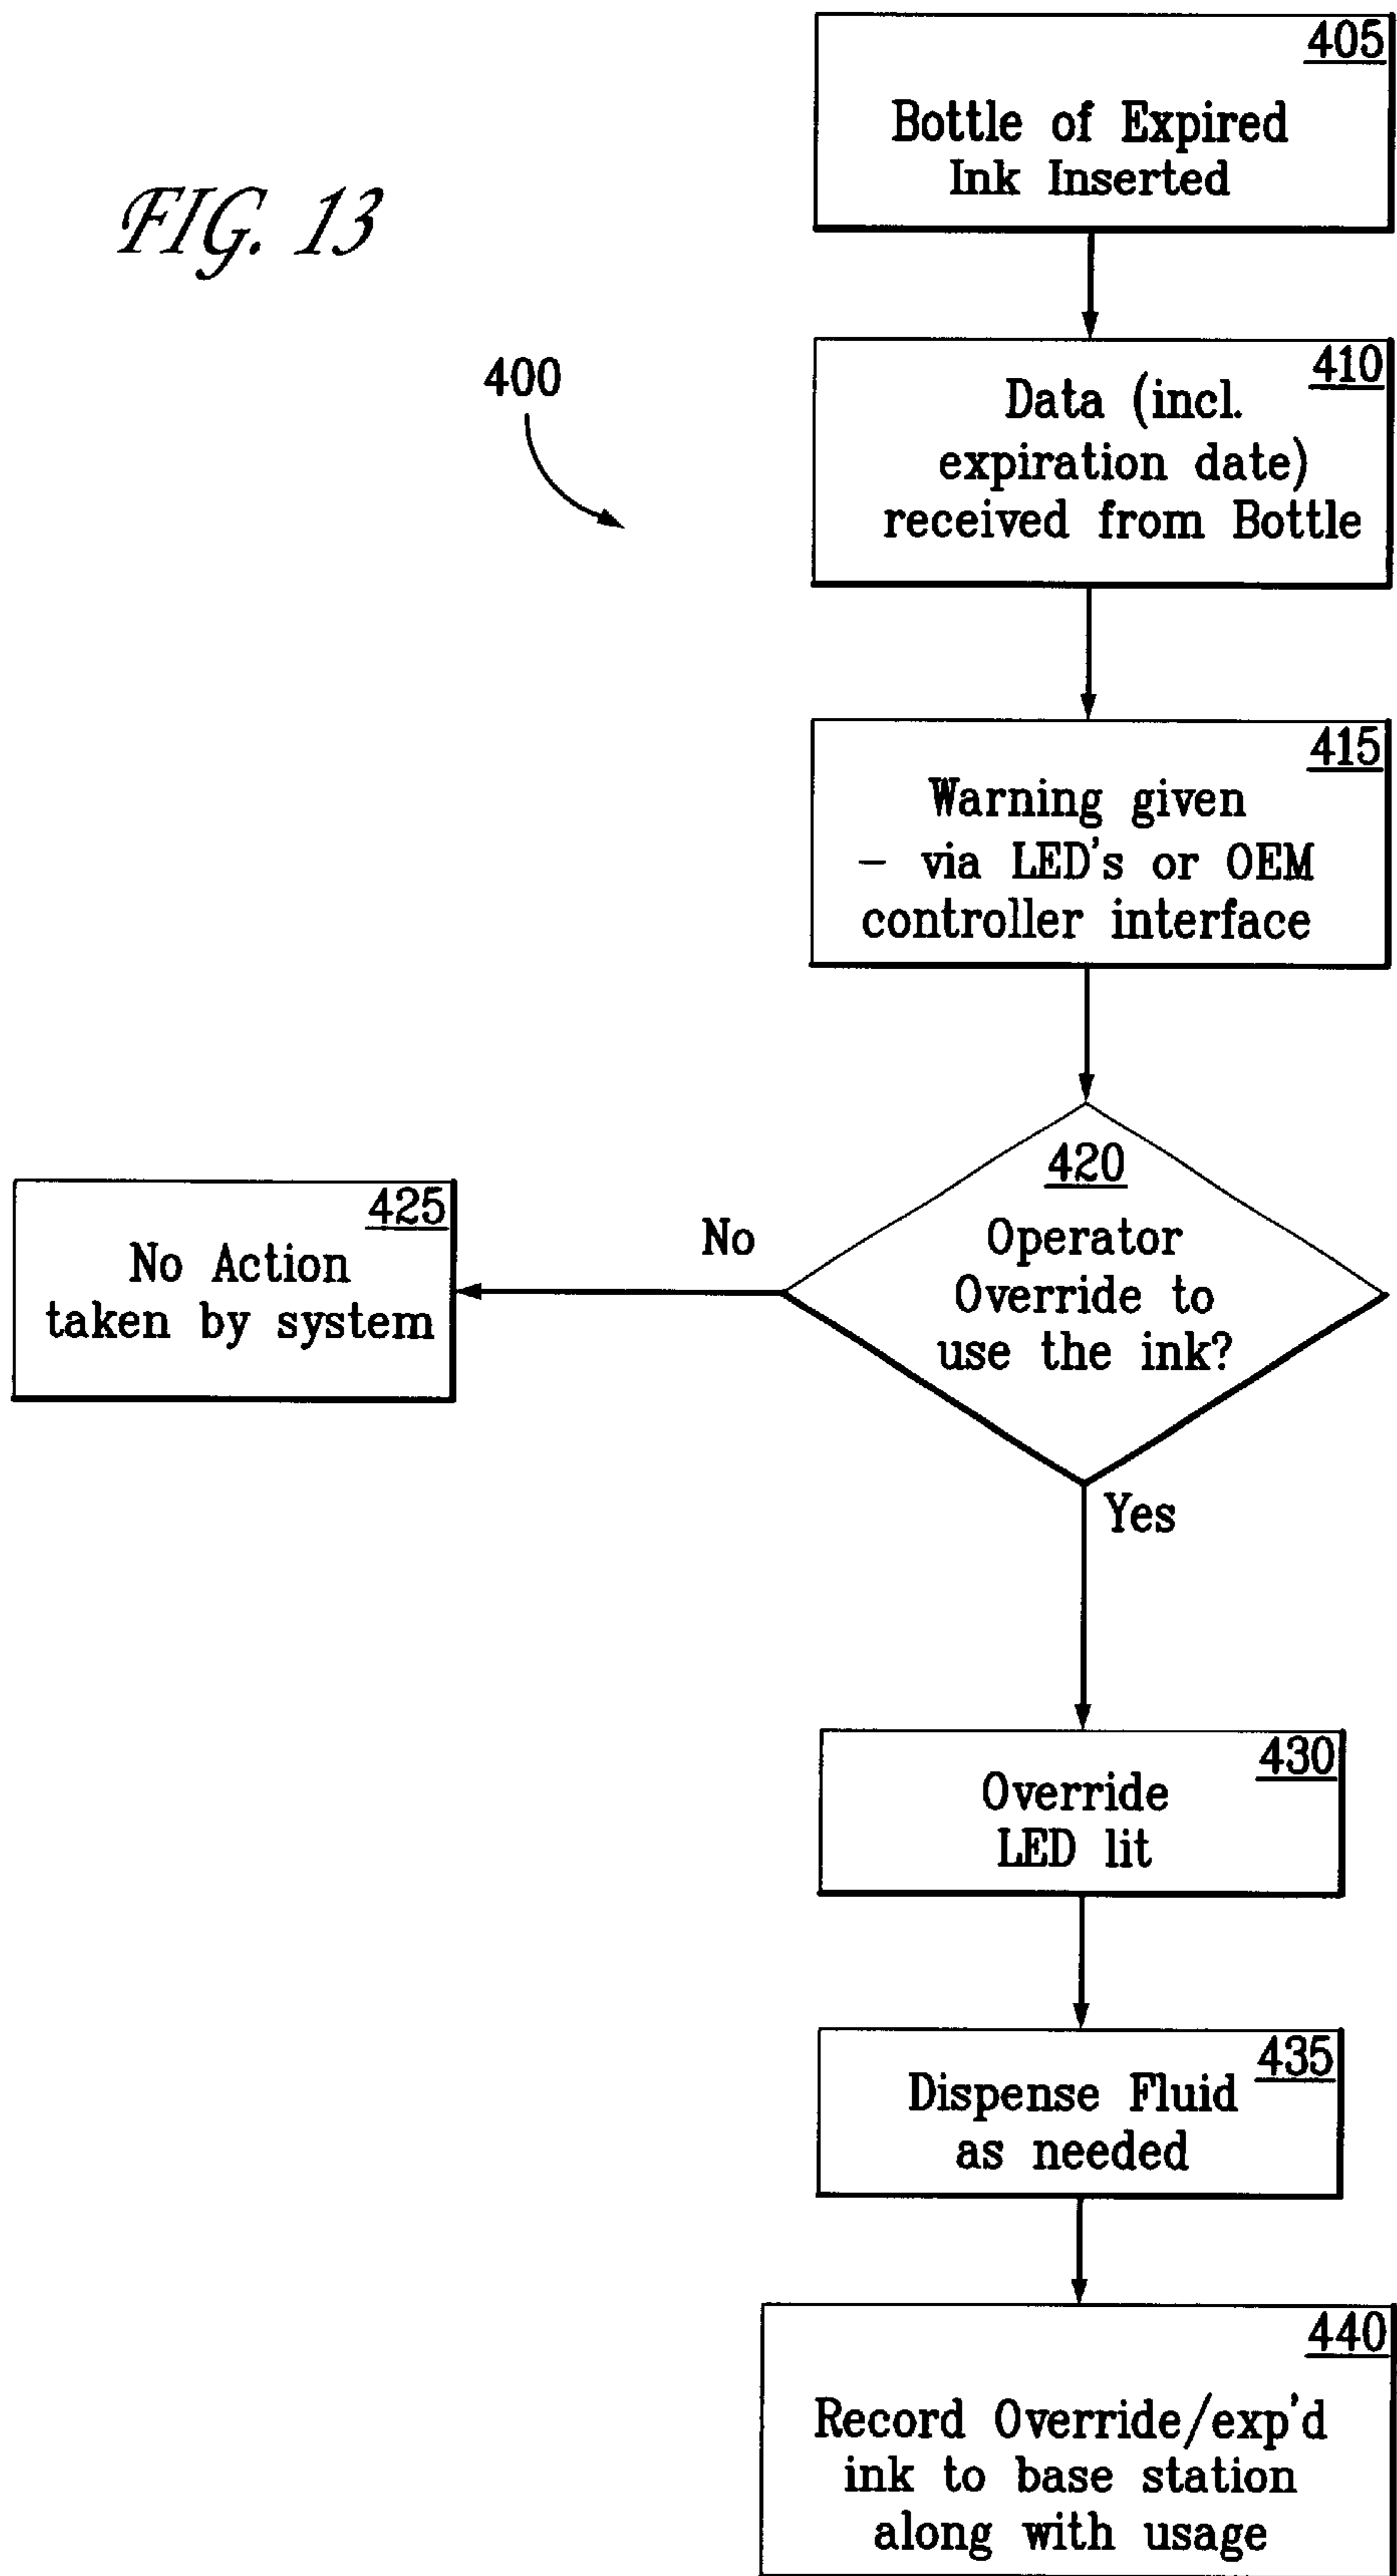 FIG. 13
400
405
Bottle of Expired
Ink Inserted
410
Data (incl.
expiration date)
received from Bottle
415
Warning given
- via LED's or OEM
controller interface
420
Operator
Override to
use the ink?
No
425
No Action
taken by system
Yes
430
Override
LED lit
435
Dispense Fluid
as needed
440
Record Override/exp'd
ink to base station
along with usage